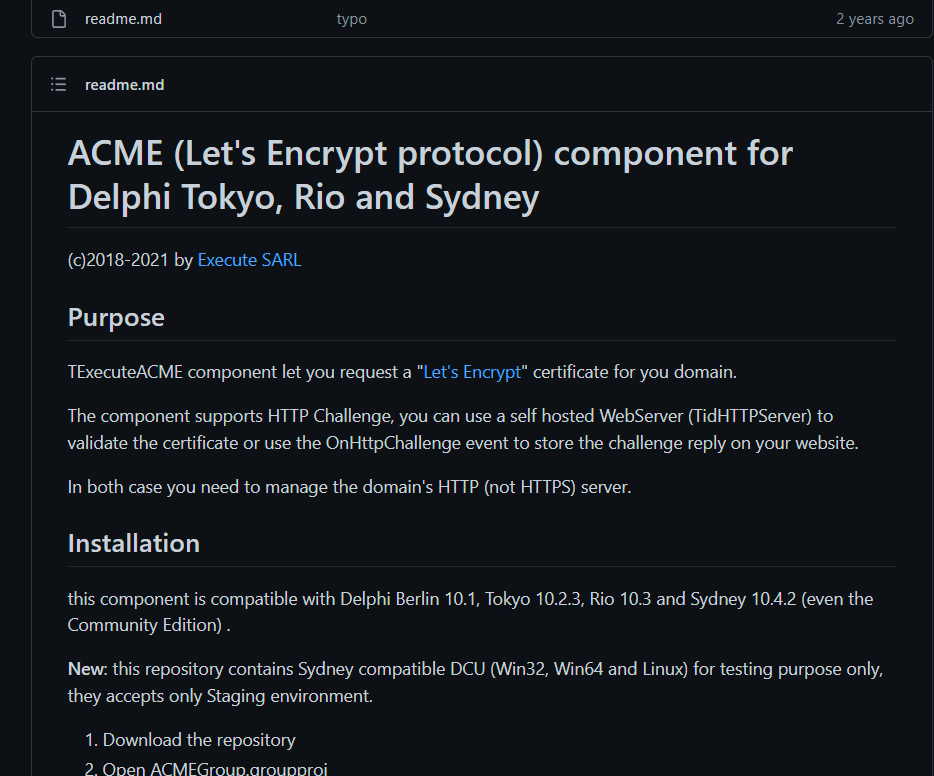 readme.md typo 2 years ago
readme.md
ACME (Let's Encrypt protocol) component for
Delphi Tokyo, Rio and Sydney
(c)2018-2021 by Execute SARL
Purpose
TExecuteACME component let you request a "Let's Encrypt" certificate for you domain.
The component supports HTTP Challenge, you can use a self hosted WebServer (TidHTTPServer) to
validate the certificate or use the OnHttpChallenge event to store the challenge reply on your website.
In both case you need to manage the domain's HTTP (not HTTPS) server.
Installation
this component is compatible with Delphi Berlin 10.1, Tokyo 10.2.3, Rio 10.3 and Sydney 10.4.2 (even the
Community Edition) .
New: this repository contains Sydney compatible DCU (Win32, Win64 and Linux) for testing purpose only,
they accepts only Staging environment.
1. Download the repository
2. Open ACMEGroup.groupproj